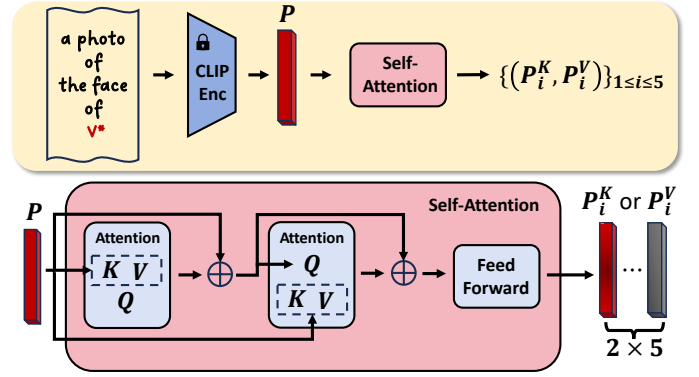 a photo
of
the face
of
V*
CLIP
Enc
P
Self-
Attention
{(P_i^K, P_i^V)}_{1≤i≤5}
P
Self-Attention
Attention
K V
Q
Attention
Q
K V
Feed
Forward
P_i^K or P_i^V
...
2 × 5